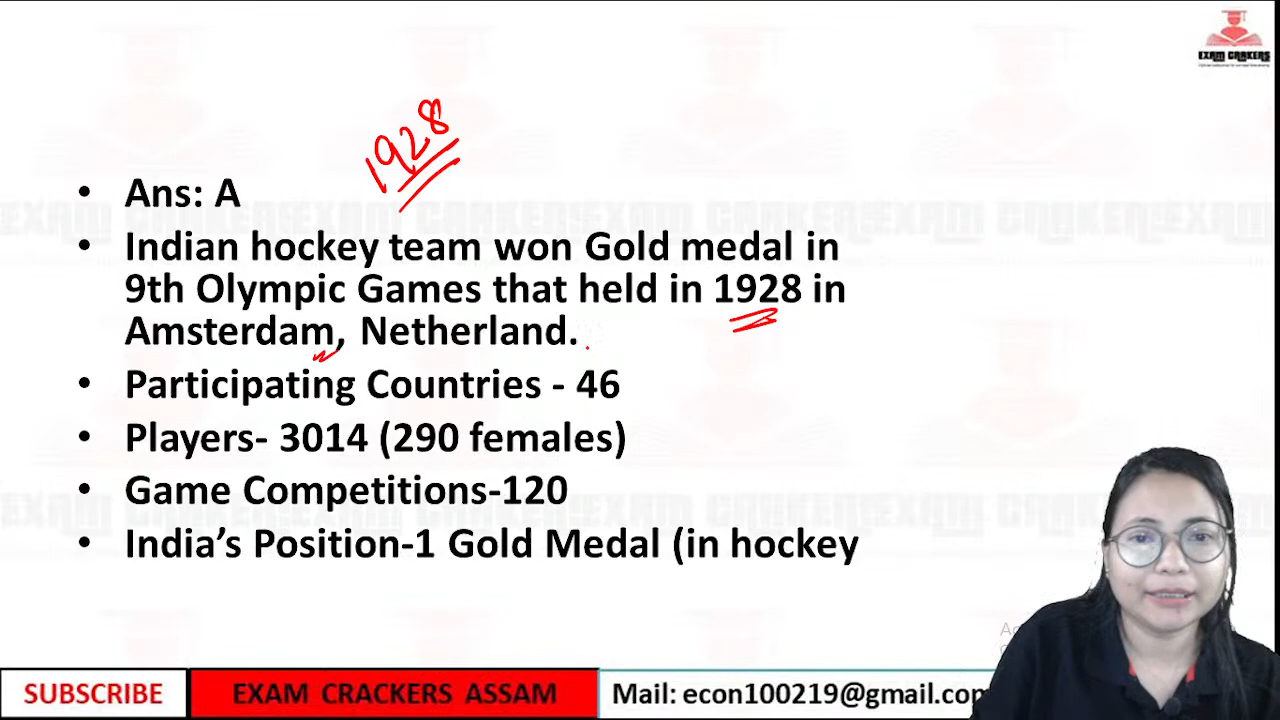 EXAM CRAKERS
1928
• Ans: A
• Indian hockey team won Gold medal in
9th Olympic Games that held in 1928 in
Amsterdam, Netherland.
• Participating Countries - 46
• Players- 3014 (290 females)
• Game Competitions-120
• India’s Position-1 Gold Medal (in hockey
SUBSCRIBE
EXAM CRACKERS ASSAM
Mail: econ100219@gmail.com